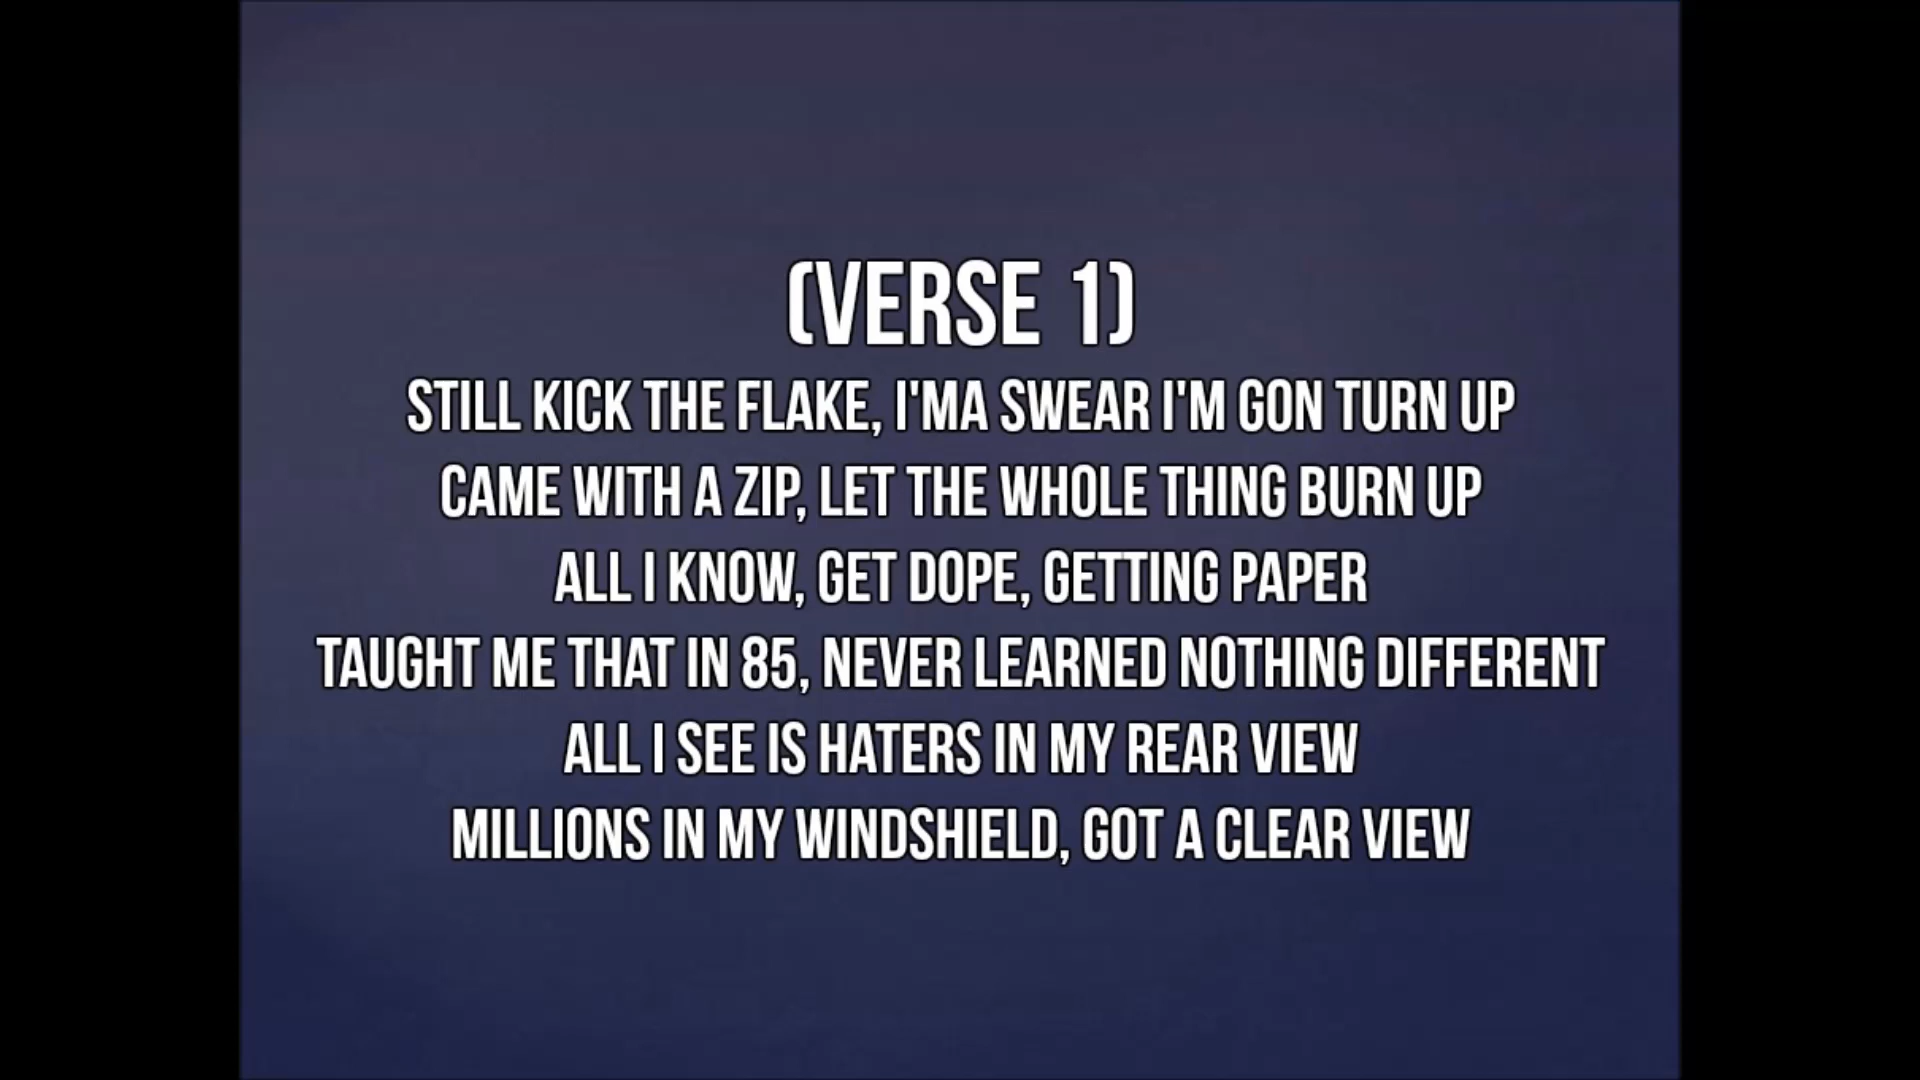 (VERSE 1)
STILL KICK THE FLAKE, I'MA SWEAR I'M GON TURN UP
CAME WITH A ZIP, LET THE WHOLE THING BURN UP
ALL I KNOW, GET DOPE, GETTING PAPER
TAUGHT ME THAT IN 85, NEVER LEARNED NOTHING DIFFERENT
ALL I SEE IS HATERS IN MY REAR VIEW
MILLIONS IN MY WINDSHIELD, GOT A CLEAR VIEW